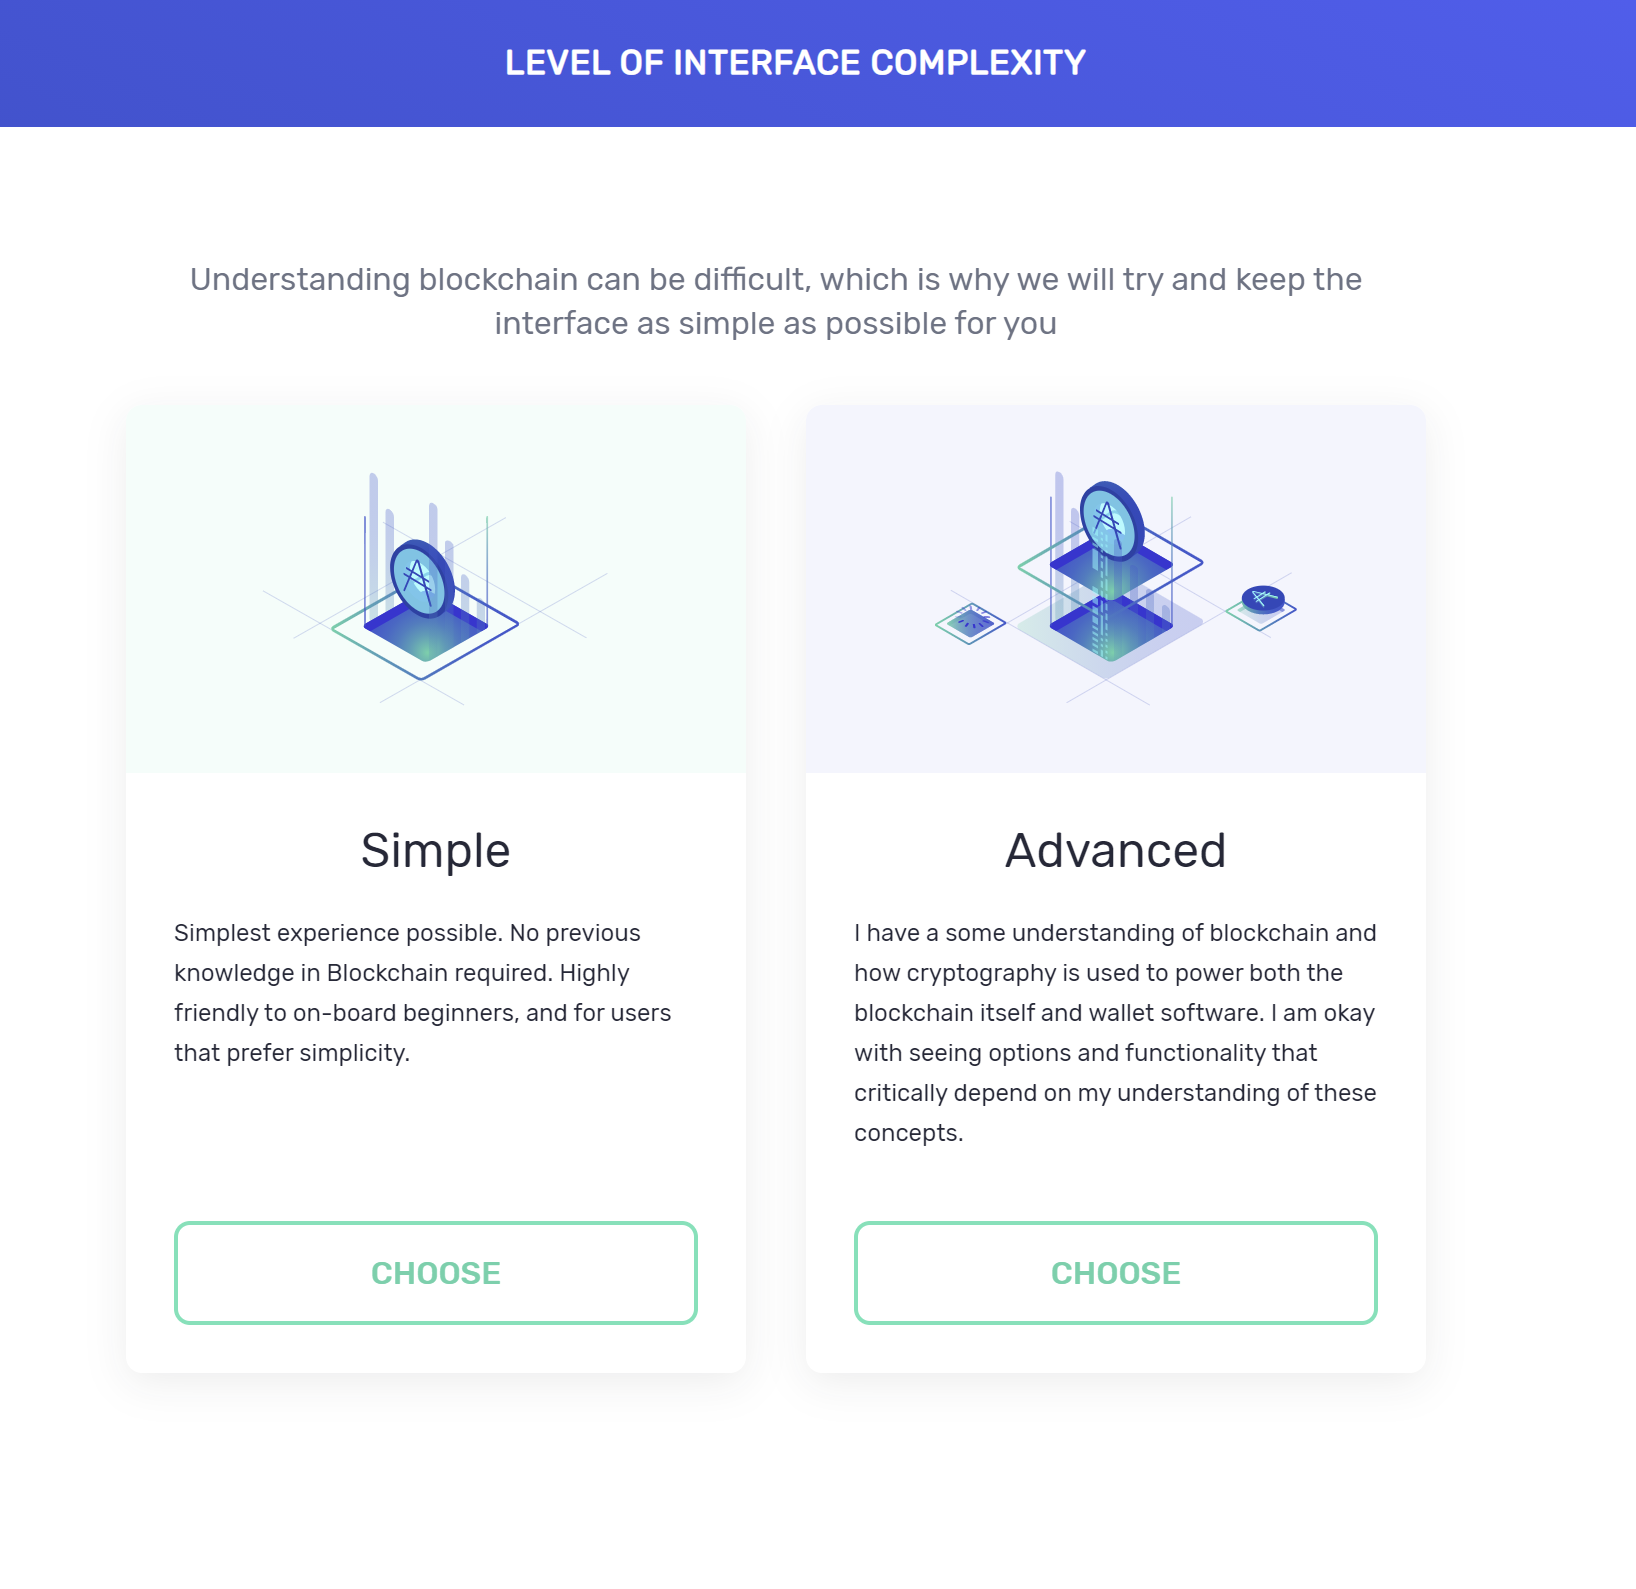 LEVEL OF INTERFACE COMPLEXITY
Understanding blockchain can be difficult, which is why we will try and keep the
interface as simple as possible for you
Simple
Simplest experience possible. No previous
knowledge in Blockchain required. Highly
friendly to on-board beginners, and for users
that prefer simplicity.
CHOOSE
Advanced
I have a some understanding of blockchain and
how cryptography is used to power both the
blockchain itself and wallet software. I am okay
with seeing options and functionality that
critically depend on my understanding of these
concepts.
CHOOSE